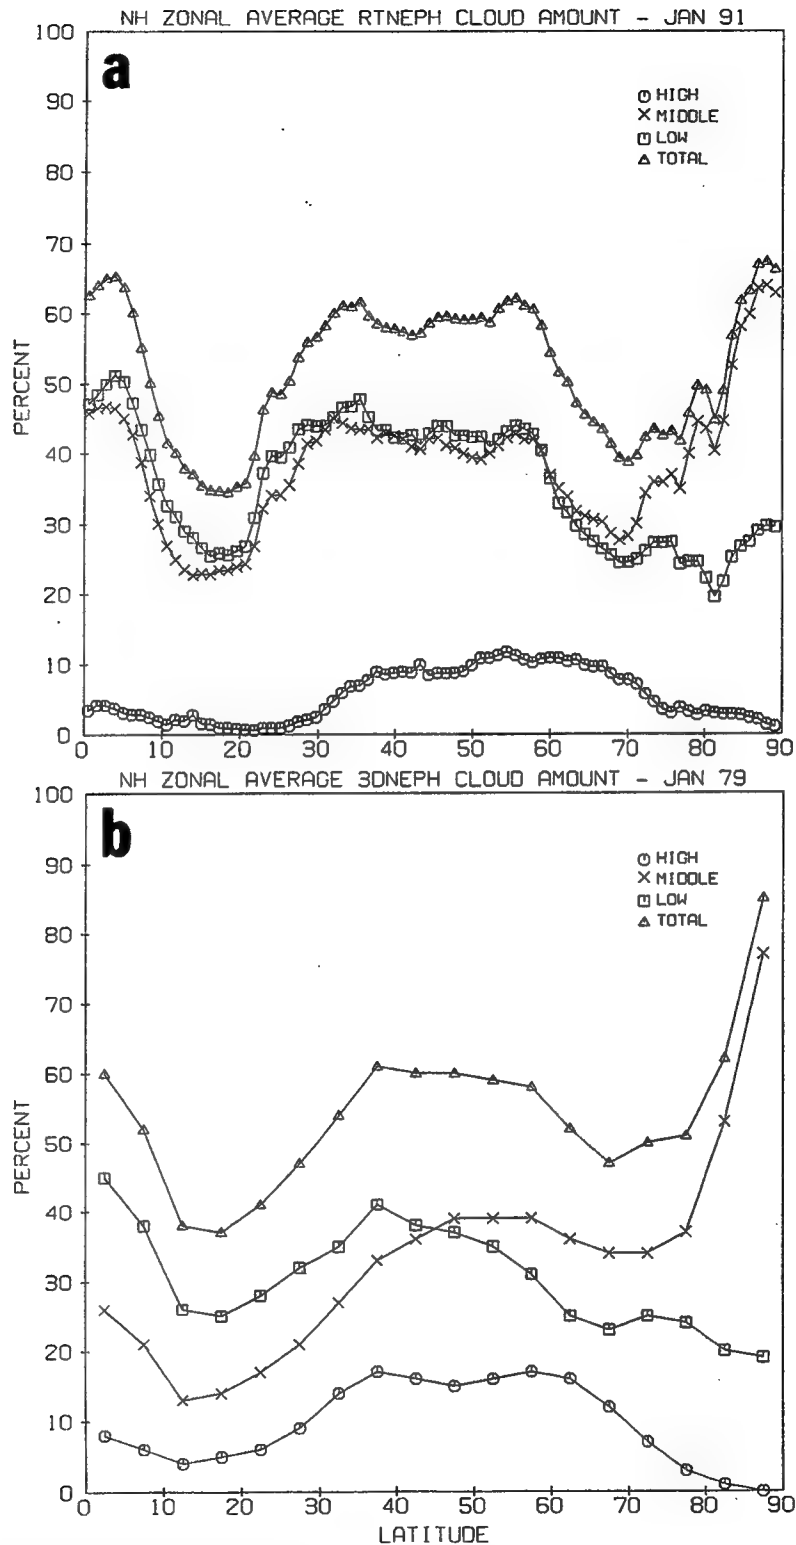 NH ZONAL AVERAGE RTNEPH CLOUD AMOUNT - JAN 91
a
100
90
80
70
60
50
40
30
20
10
0
PERCENT
HIGH
MIDDLE
LOW
TOTAL
0 10 20 30 40 50 60 70 80 90
NH ZONAL AVERAGE 3DNEPH CLOUD AMOUNT - JAN 79
b
100
90
80
70
60
50
40
30
20
10
0
PERCENT
HIGH
MIDDLE
LOW
TOTAL
0 10 20 30 40 50 60 70 80 90
LATITUDE